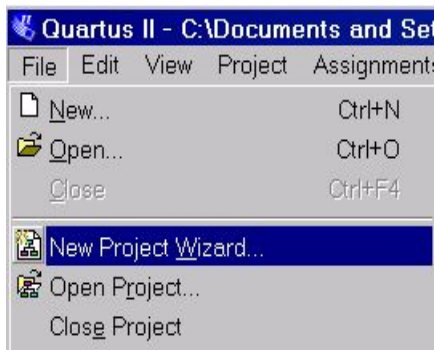 Quartus II - C:\Documents and Set
File Edit View Project Assignments
New... Ctrl+N
Open... Ctrl+O
Close Ctrl+F4
New Project Wizard...
Open Project...
Close Project